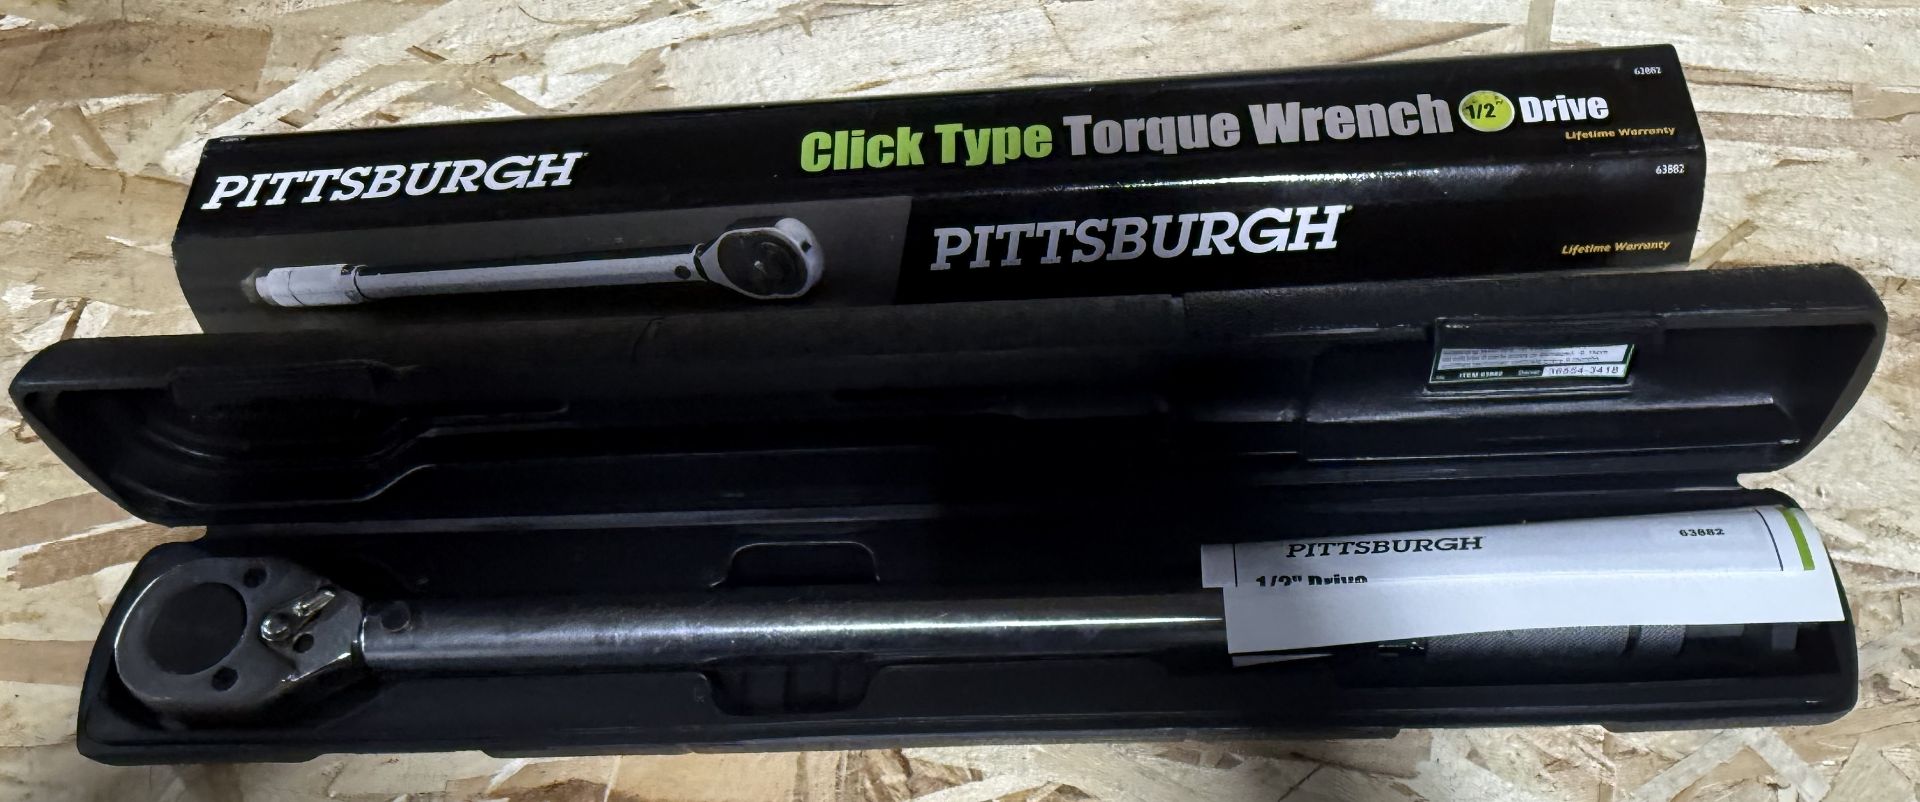 63882
Click Type Torque Wrench 1/2" Drive
Lifetime Warranty
PITTSBURGH
63882
PITTSBURGH
Lifetime Warranty
ITEM 63882
PITTSBURGH
63882
1/2" Drive